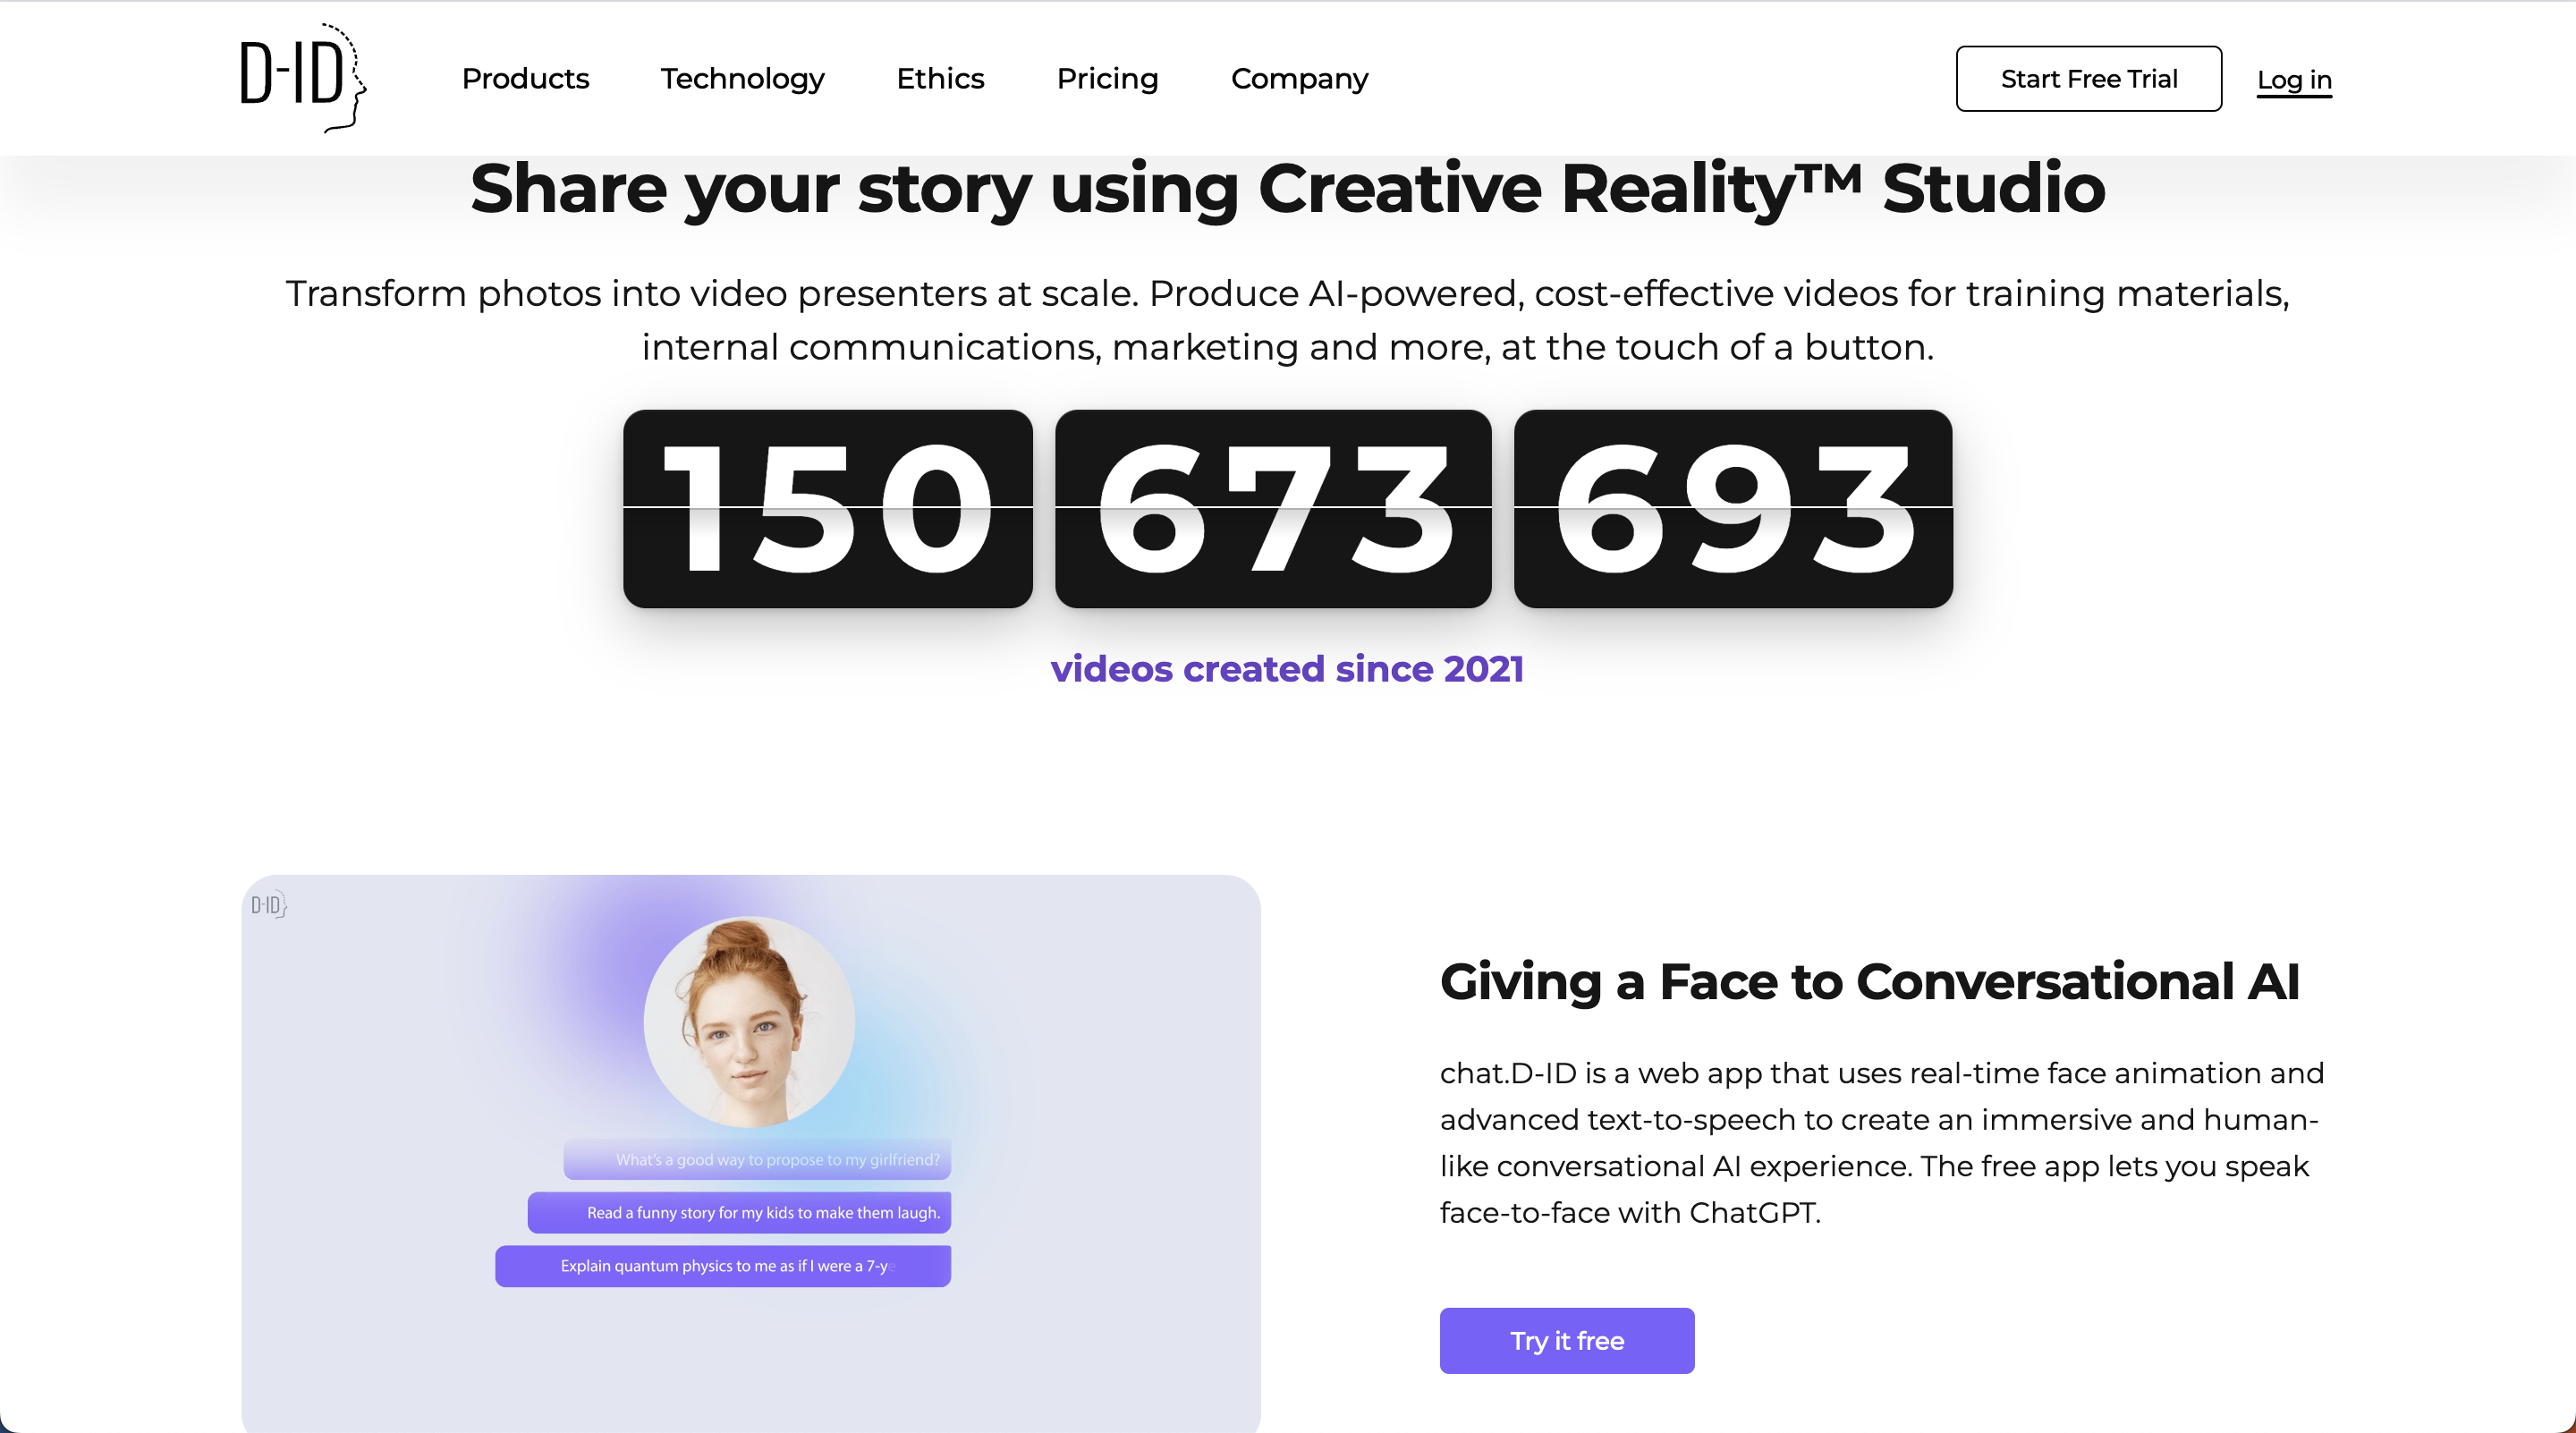 D-ID
Products
Technology
Ethics
Pricing
Company
Start Free Trial
Log in
Share your story using Creative Reality™ Studio
Transform photos into video presenters at scale. Produce AI-powered, cost-effective videos for training materials,
internal communications, marketing and more, at the touch of a button.
150 673 693
videos created since 2021
D-ID
What's a good way to propose to my girlfriend?
Read a funny story for my kids to make them laugh.
Explain quantum physics to me as if I were a 7-ye
Giving a Face to Conversational AI
chat.D-ID is a web app that uses real-time face animation and
advanced text-to-speech to create an immersive and human-
like conversational AI experience. The free app lets you speak
face-to-face with ChatGPT.
Try it free